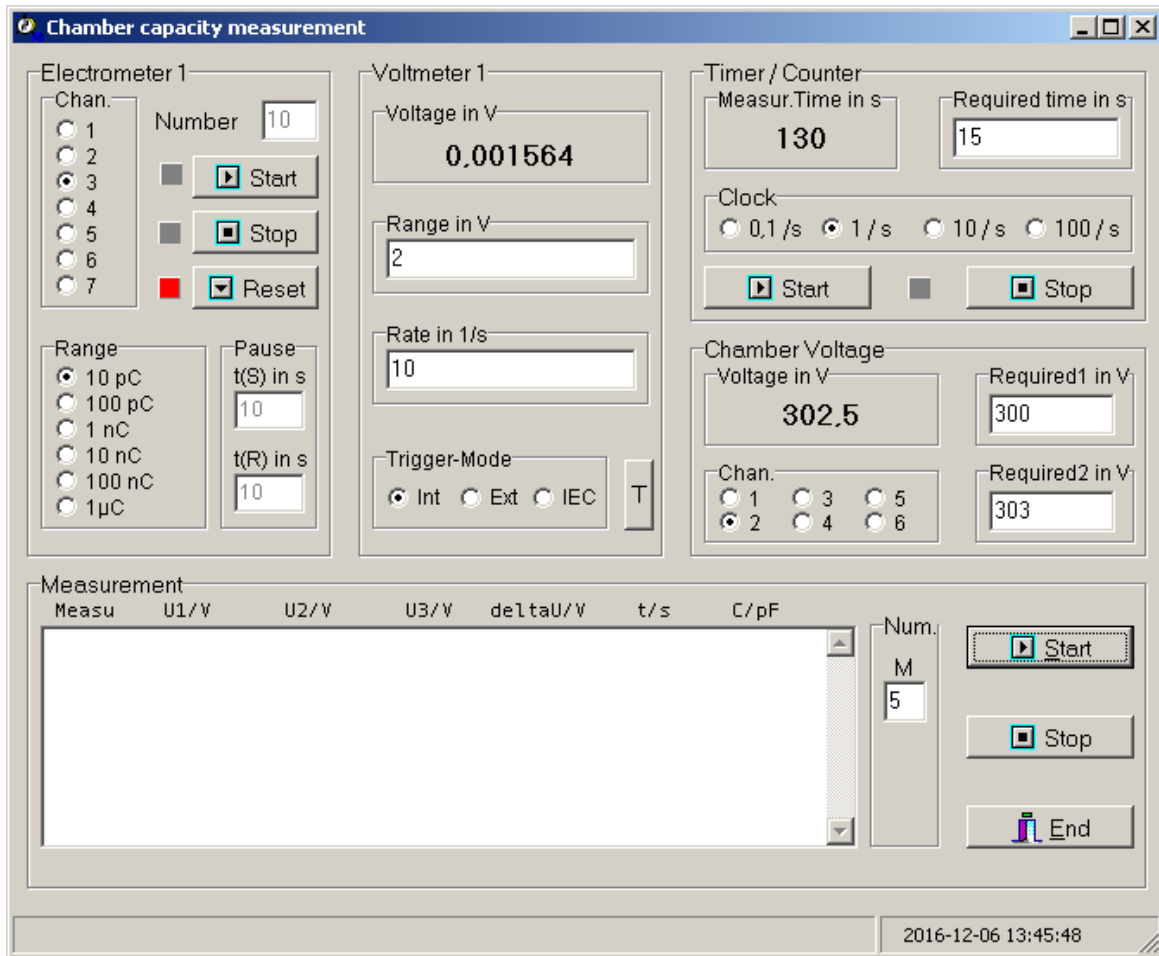 Chamber capacity measurement
Electrometer 1
Chan.
1
2
3
4
5
6
7
Number 10
Start
Stop
Reset
Range
10 pC
100 pC
1 nC
10 nC
100 nC
1µC
Pause
t(S) in s
10
t(R) in s
10
Voltmeter 1
Voltage in V
0,001564
Range in V
2
Rate in 1/s
10
Trigger-Mode
Int Ext IEC
T
Timer / Counter
Measur.Time in s
130
Required time in s
15
Clock
0,1 /s 1 / s 10 / s 100 / s
Start Stop
Chamber Voltage
Voltage in V
302,5
Required1 in V
300
Chan.
1 3 5
2 4 6
Required2 in V
303
Measurement
Measu U1/V U2/V U3/V deltaU/V t/s C/pF
Num.
M
5
Start
Stop
End
2016-12-06 13:45:48